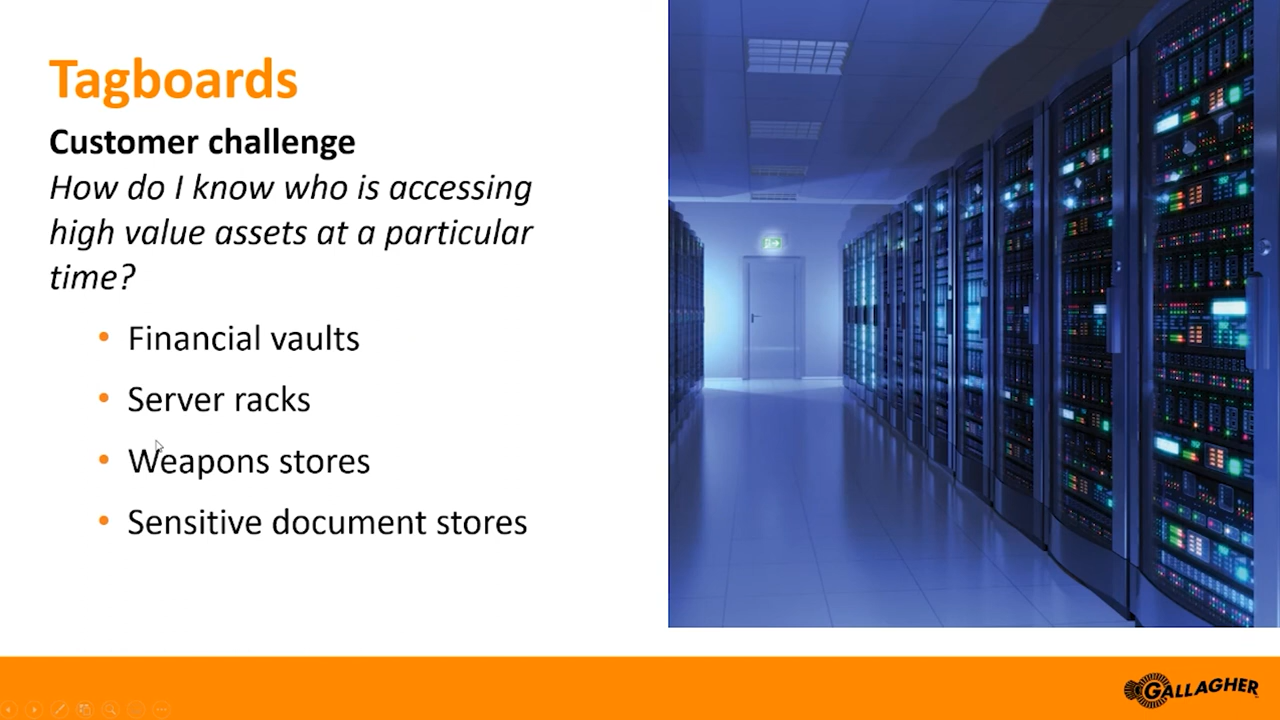 Tagboards
Customer challenge
How do I know who is accessing
high value assets at a particular
time?
• Financial vaults
• Server racks
• Weapons stores
• Sensitive document stores
GALLAGHER